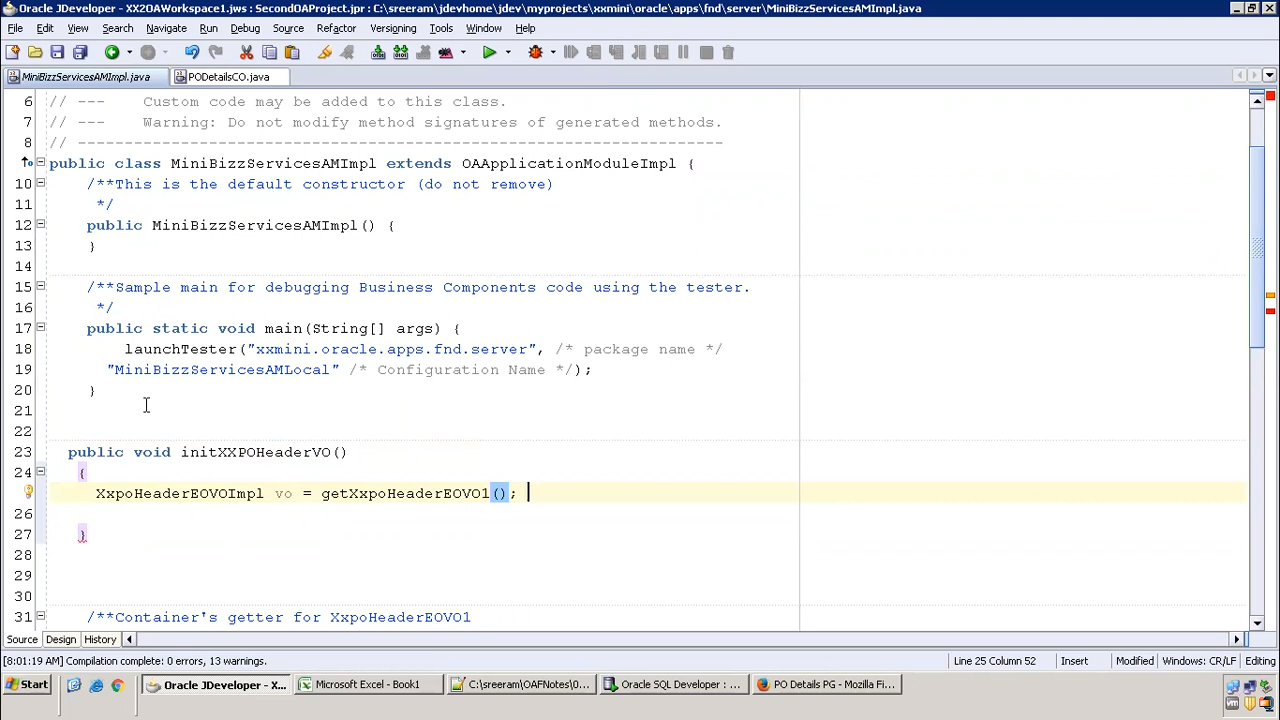 Oracle JDeveloper - XX2OAWorkspace1.jws : SecondOAProject.jpr : C:\sreeram\jdevhome\jdev\myprojects\xxmini\oracle\apps\fnd\server\MiniBizzServicesAMImpl.java
File Edit View Search Navigate Run Debug Source Refactor Versioning Tools Window Help
MiniBizzServicesAMImpl.java PODetailsCO.java
6 // --- Custom code may be added to this class.
7 // --- Warning: Do not modify method signatures of generated methods.
8 // ---------------------------------------------------------------------
public class MiniBizzServicesAMImpl extends OAApplicationModuleImpl {
10 /**This is the default constructor (do not remove)
11 */
12 public MiniBizzServicesAMImpl() {
13 }
14
15 /**Sample main for debugging Business Components code using the tester.
16 */
17 public static void main(String[] args) {
18 launchTester("xxmini.oracle.apps.fnd.server", /* package name */
19 "MiniBizzServicesAMLocal" /* Configuration Name */);
20 }
21
22
23 public void initXXPOHeaderVO()
24 {
XxpoHeaderEOVOImpl vo = getXxpoHeaderEOVO1();
26
27 }
28
29
30
31 /**Container's getter for XxpoHeaderEOVO1
Source Design History
[8:01:19 AM] Compilation complete: 0 errors, 13 warnings. Line 25 Column 52 Insert Modified Windows: CR/LF Editing
Start Oracle JDeveloper - X... Microsoft Excel - Book1 C:\sreeram\OAFNotes\0... Oracle SQL Developer : ... PO Details PG - Mozilla Fi...